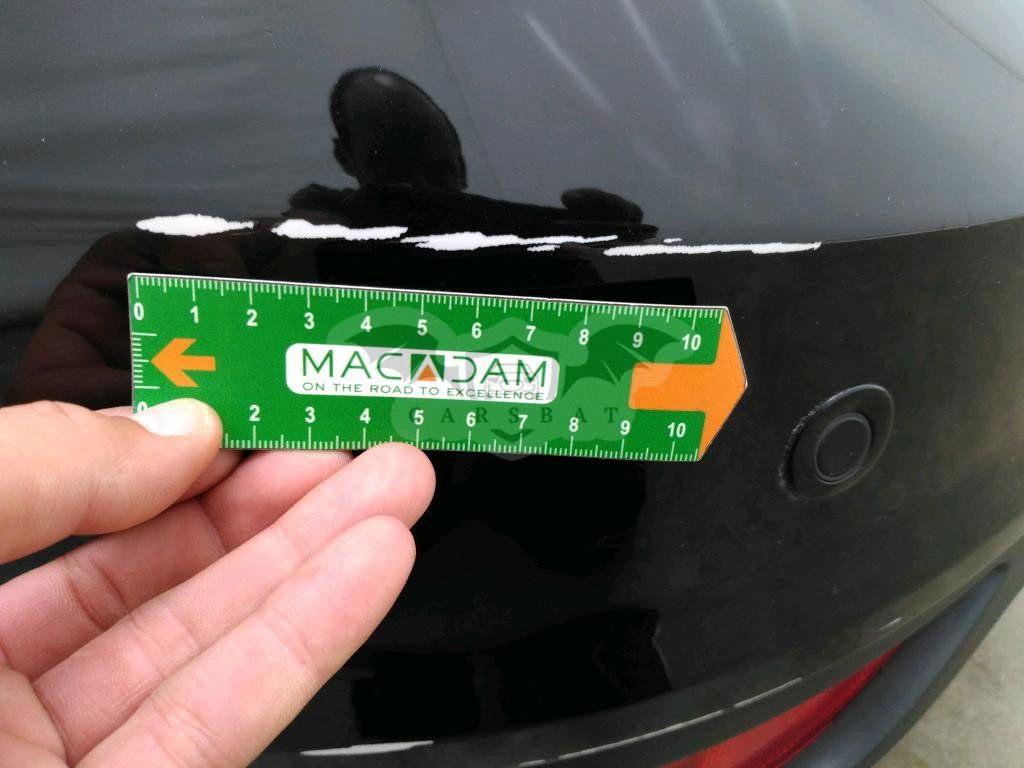 0 1 2 3 4 5 6 7 8 9 10
MACADAM
ON THE ROAD TO EXCELLENCE
CARSBAT
0 2 3 4 5 6 7 8 9 10